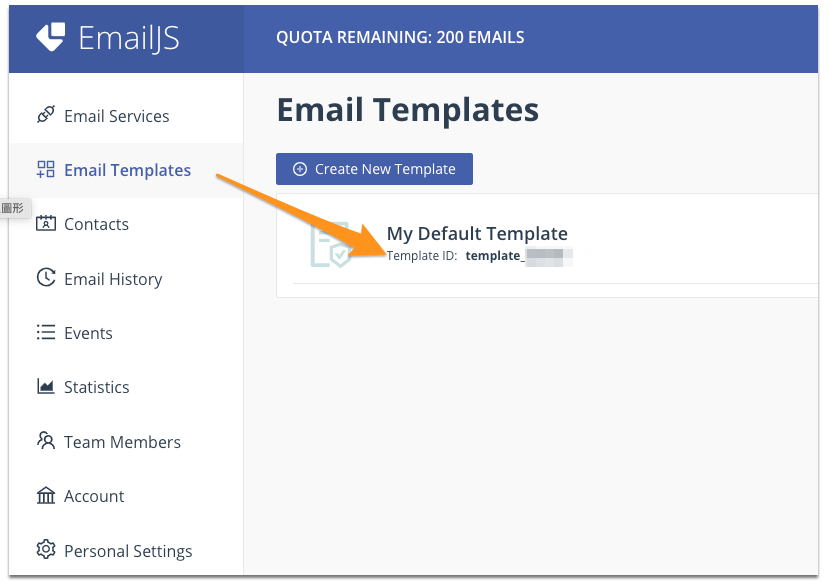 EmailJS
QUOTA REMAINING: 200 EMAILS
Email Services
Email Templates
圖形
Contacts
Email History
Events
Statistics
Team Members
Account
Personal Settings
Email Templates
Create New Template
My Default Template
Template ID: template_